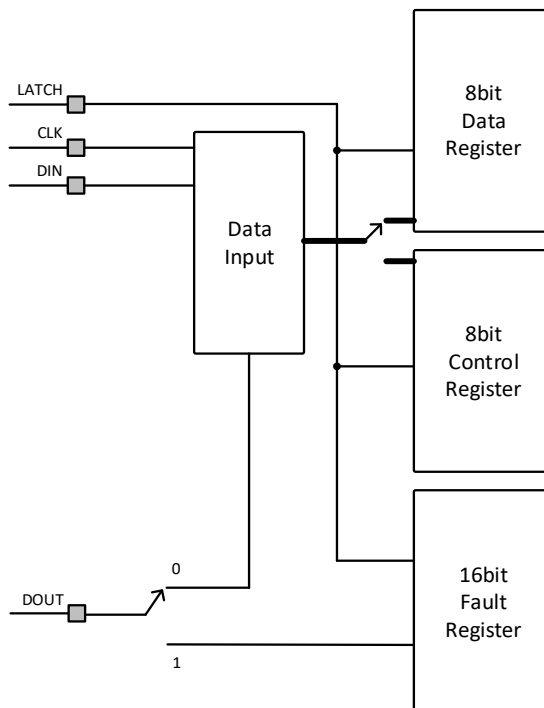 LATCH
CLK
DIN
Data
Input
8bit
Data
Register
8bit
Control
Register
0
DOUT
1
16bit
Fault
Register